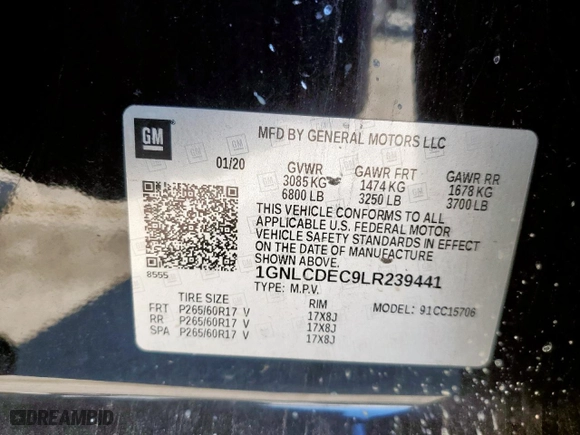 GM
MFD BY GENERAL MOTORS LLC
01/20 GVWR GAWR FRT GAWR RR
3085 KG 1474 KG 1678 KG
6800 LB 3250 LB 3700 LB
THIS VEHICLE CONFORMS TO ALL
APPLICABLE U.S. FEDERAL MOTOR
VEHICLE SAFETY STANDARDS IN EFFECT
ON THE DATE OF MANUFACTURE
SHOWN ABOVE.
8555
1GNLCDEC9LR239441
TYPE: M.P.V.
TIRE SIZE RIM MODEL: 91CC15706
FRT P265/60R17 V 17X8J
RR P265/60R17 V 17X8J
SPA P265/60R17 V 17X8J
DREAMBID